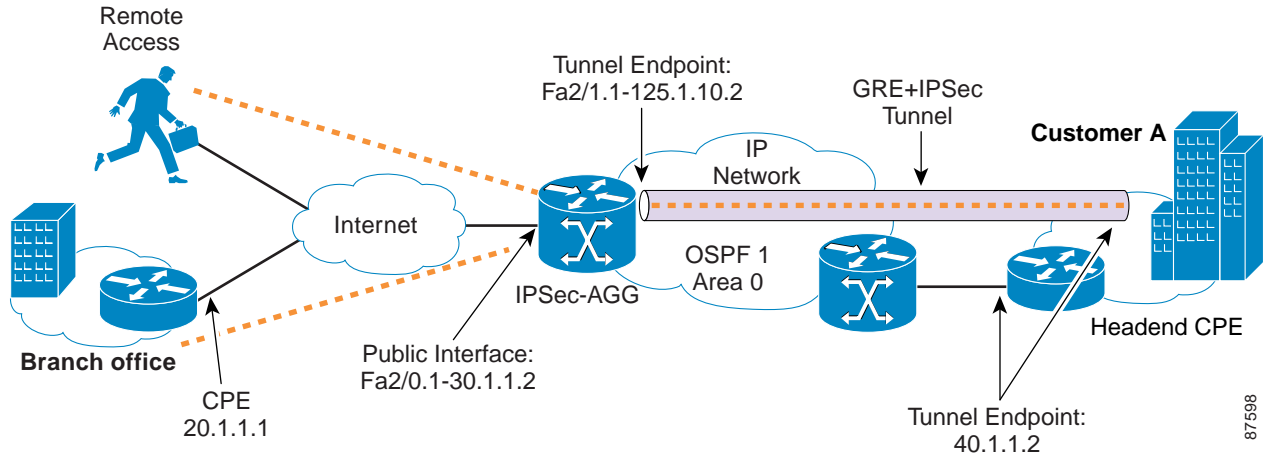 Remote
Access
Tunnel Endpoint:
Fa2/1.1-125.1.10.2
GRE+IPSec
Tunnel
Customer A
IP
Network
Internet
OSPF 1
Area 0
IPSec-AGG
Headend CPE
Branch office
Public Interface:
Fa2/0.1-30.1.1.2
CPE
20.1.1.1
Tunnel Endpoint:
40.1.1.2
87598